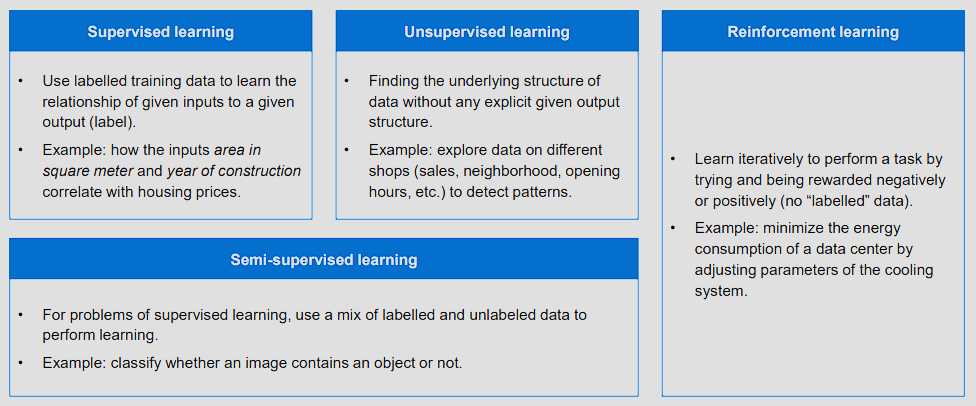 Supervised learning
• Use labelled training data to learn the
relationship of given inputs to a given
output (label).
• Example: how the inputs area in
square meter and year of construction
correlate with housing prices.
Unsupervised learning
• Finding the underlying structure of
data without any explicit given output
structure.
• Example: explore data on different
shops (sales, neighborhood, opening
hours, etc.) to detect patterns.
Reinforcement learning
• Learn iteratively to perform a task by
trying and being rewarded negatively
or positively (no “labelled” data).
• Example: minimize the energy
consumption of a data center by
adjusting parameters of the cooling
system.
Semi-supervised learning
• For problems of supervised learning, use a mix of labelled and unlabeled data to
perform learning.
• Example: classify whether an image contains an object or not.